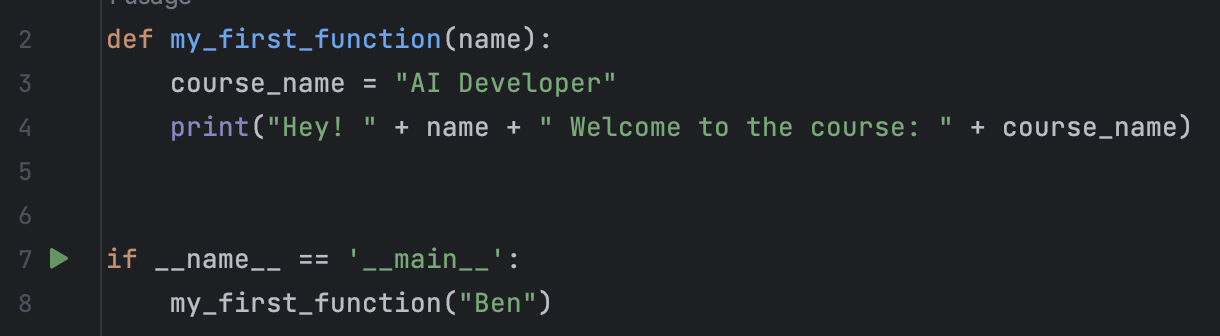 2 def my_first_function(name):
3     course_name = "AI Developer"
4     print("Hey! " + name + " Welcome to the course: " + course_name)
5
6
7 if __name__ == '__main__':
8     my_first_function("Ben")